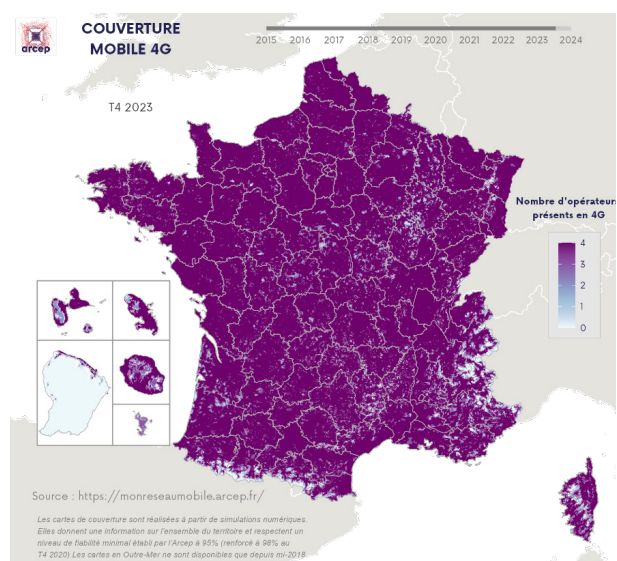 arcep
COUVERTURE
MOBILE 4G
2015 2016 2017 2018 2019 2020 2021 2022 2023 2024
T4 2023
Nombre d'opérateurs
présents en 4G
4
3
2
1
0
Source : https://monreseaumobile.arcep.fr/
Les cartes de couverture sont réalisées à partir de simulations numériques.
Elles donnent une information sur l'ensemble du territoire et respectent un
niveau de fiabilité minimal établi par l'Arcep à 95% (renforcé à 98% au
T4 2020).Les cartes en Outre-Mer ne sont disponibles que depuis mi-2018